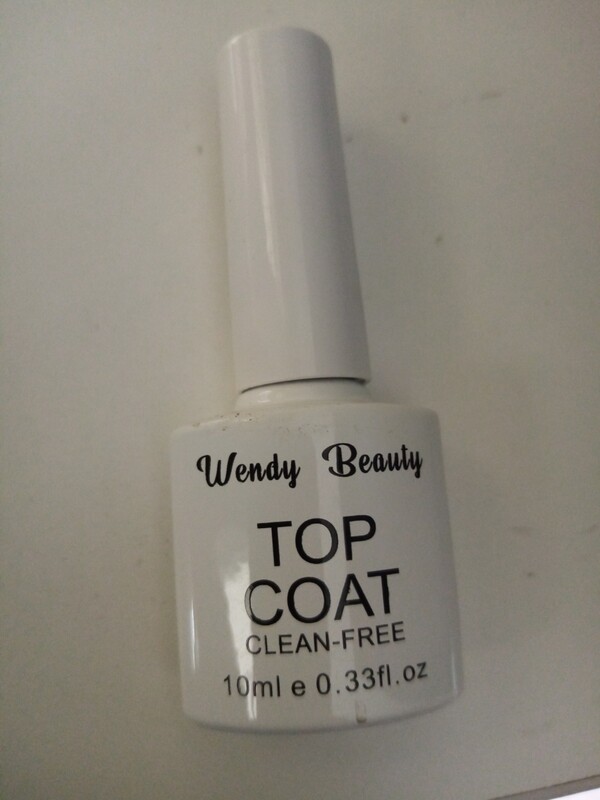 Wendy Beauty
TOP
COAT
CLEAN-FREE
10ml e 0.33fl.oz